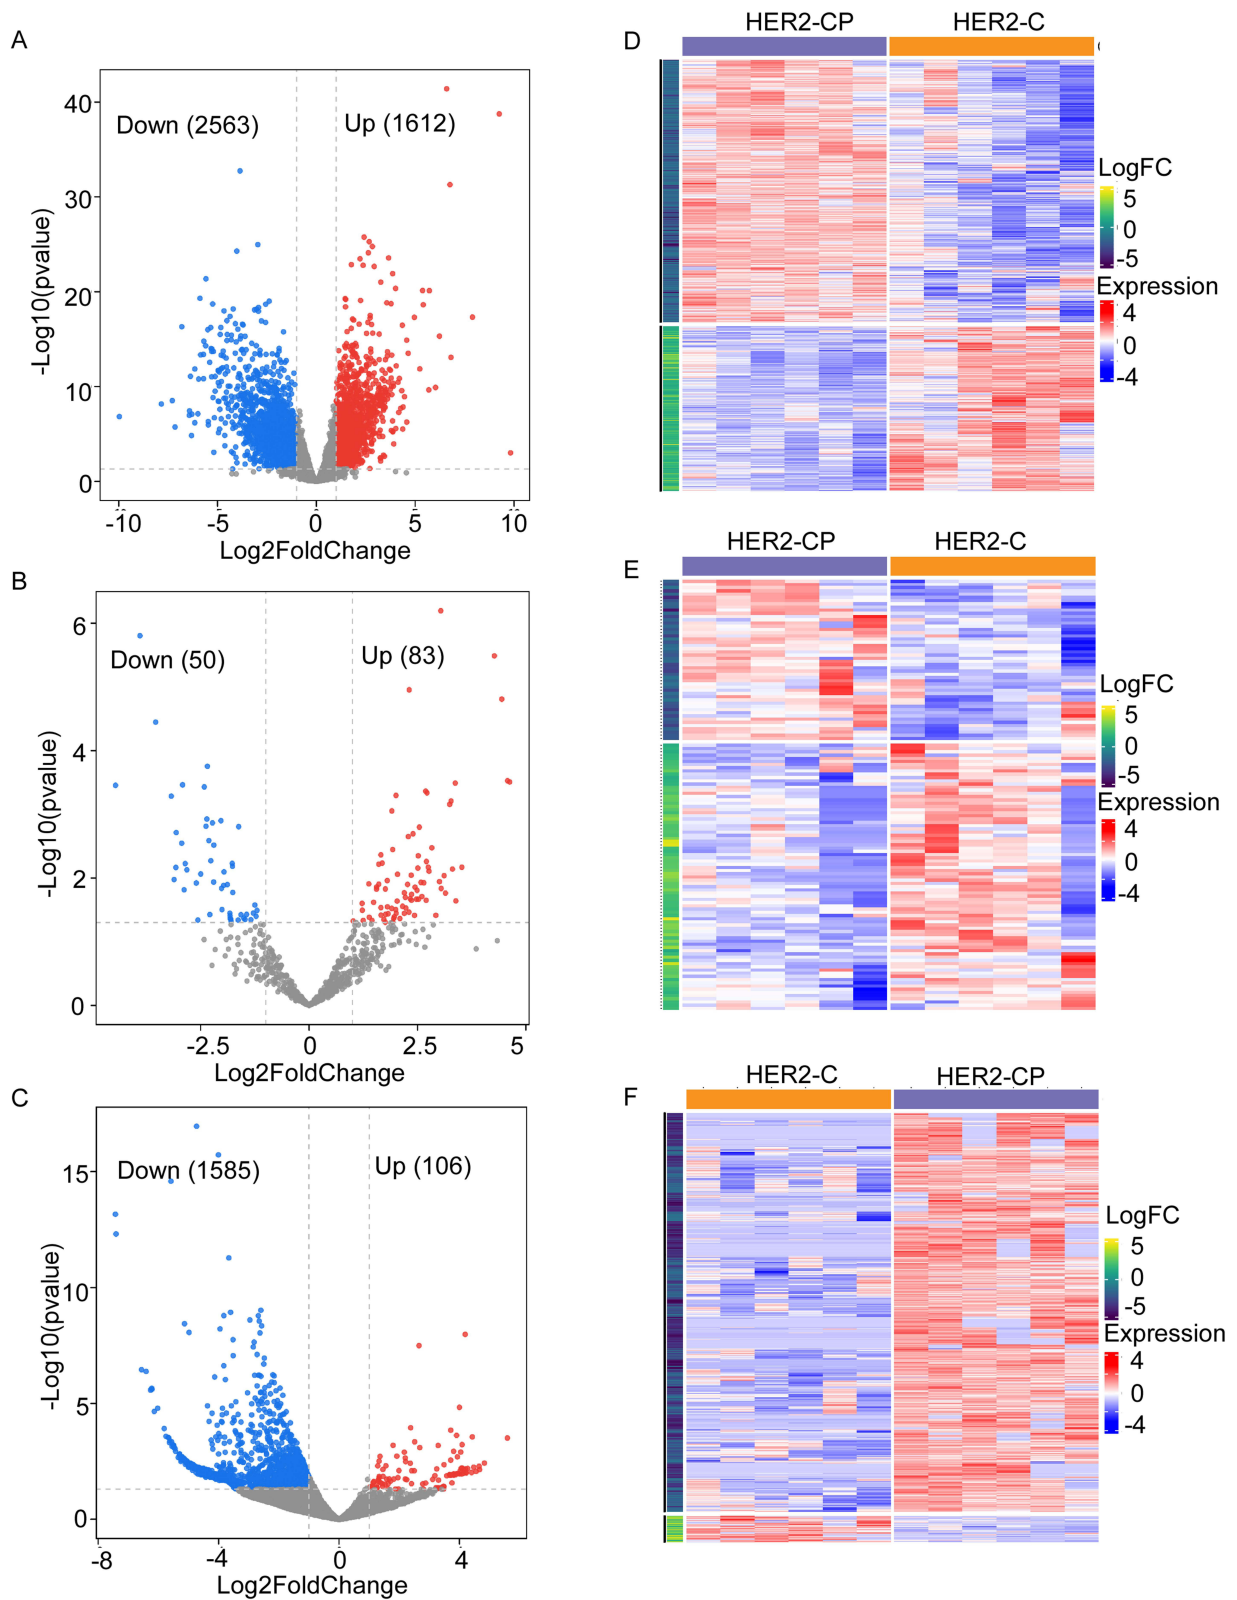 A
Down (2563)
Up (1612)
40
30
20
10
0
-10
-5
0
5
10
-Log10(pvalue)
Log2FoldChange
B
Down (50)
Up (83)
6
4
2
0
-2.5
0
2.5
5
-Log10(pvalue)
Log2FoldChange
C
Down (1585)
Up (106)
15
10
5
0
-8
-4
0
4
-Log10(pvalue)
Log2FoldChange
D
HER2-CP
HER2-C
LogFC
5
0
-5
Expression
4
0
-4
E
HER2-CP
HER2-C
LogFC
5
0
-5
Expression
4
0
-4
F
HER2-C
HER2-CP
LogFC
5
0
-5
Expression
4
0
-4